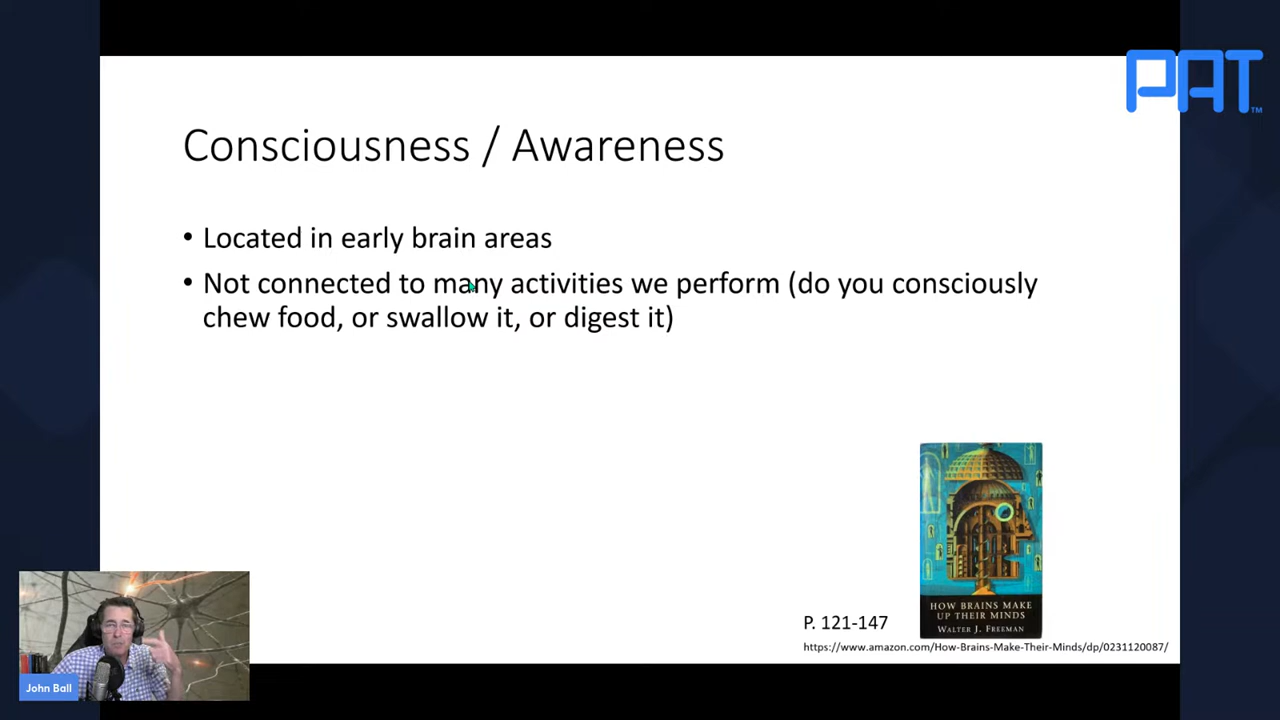 PAT™
Consciousness / Awareness
• Located in early brain areas
• Not connected to many activities we perform (do you consciously
chew food, or swallow it, or digest it)
HOW BRAINS MAKE
UP THEIR MINDS
WALTER J. FREEMAN
P. 121-147
https://www.amazon.com/How-Brains-Make-Their-Minds/dp/0231120087/
John Ball